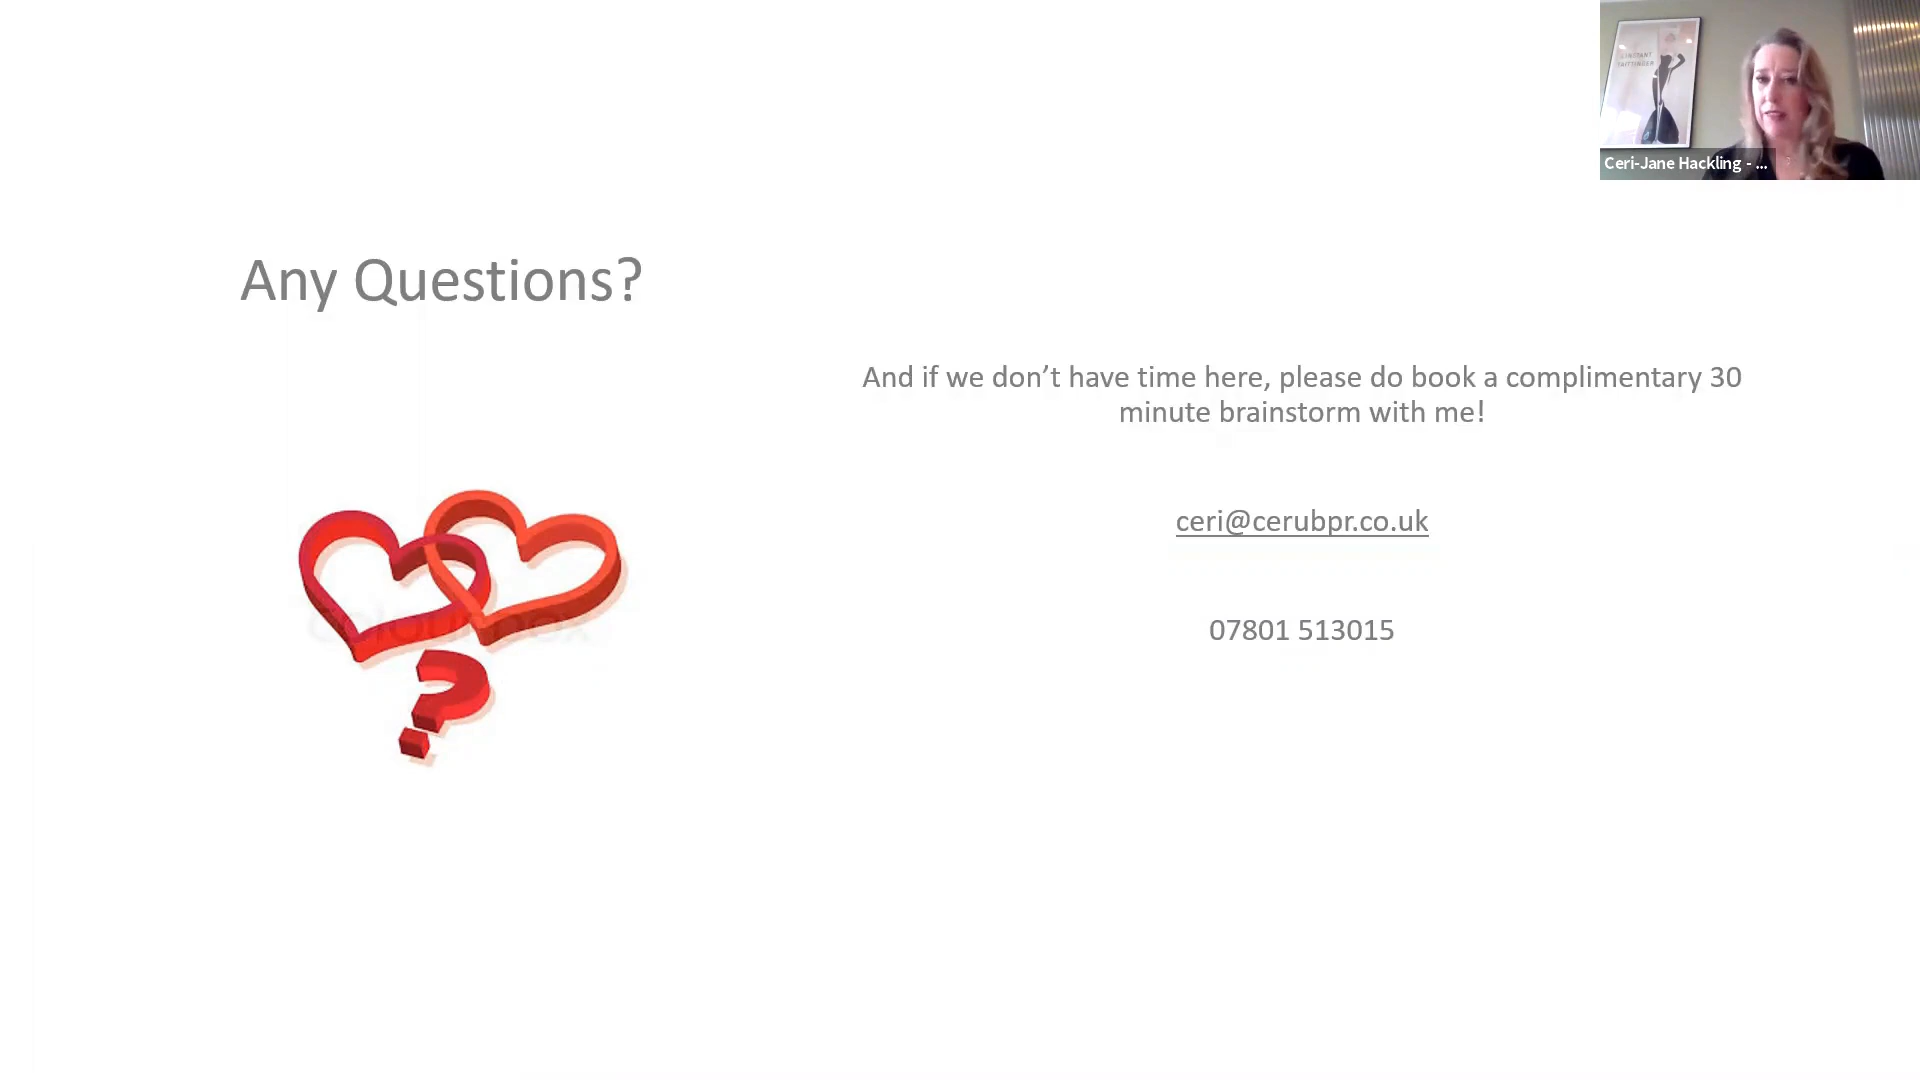 Any Questions?
And if we don’t have time here, please do book a complimentary 30
minute brainstorm with me!
ceri@cerubpr.co.uk
07801 513015
TAITTINGER
Ceri-Jane Hackling - ...